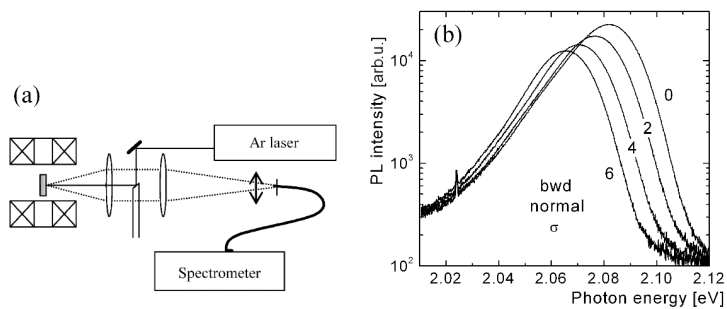 (a)
Ar laser
Spectrometer
(b)
PL intensity [arb.u.]
10^4
10^3
10^2
0
2
4
6
bwd
normal
σ
2.02 2.04 2.06 2.08 2.10 2.12
Photon energy [eV]